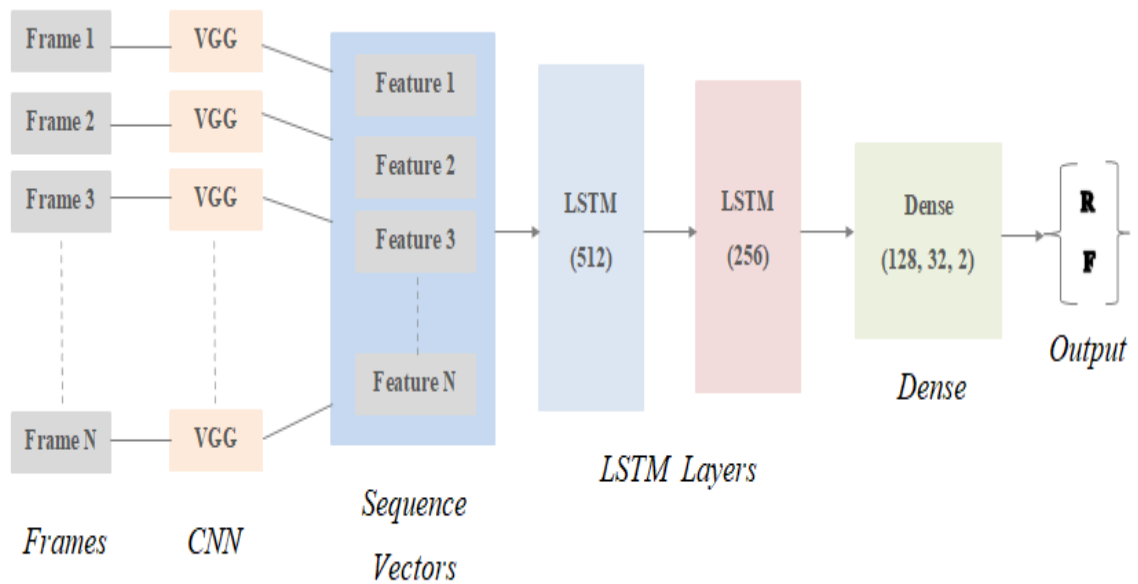 Frame 1
VGG
Feature 1
Frame 2
VGG
Feature 2
Frame 3
VGG
Feature 3
Frame N
VGG
Feature N
LSTM
(512)
LSTM
(256)
Dense
(128, 32, 2)
R
F
Frames
CNN
Sequence
Vectors
LSTM Layers
Dense
Output